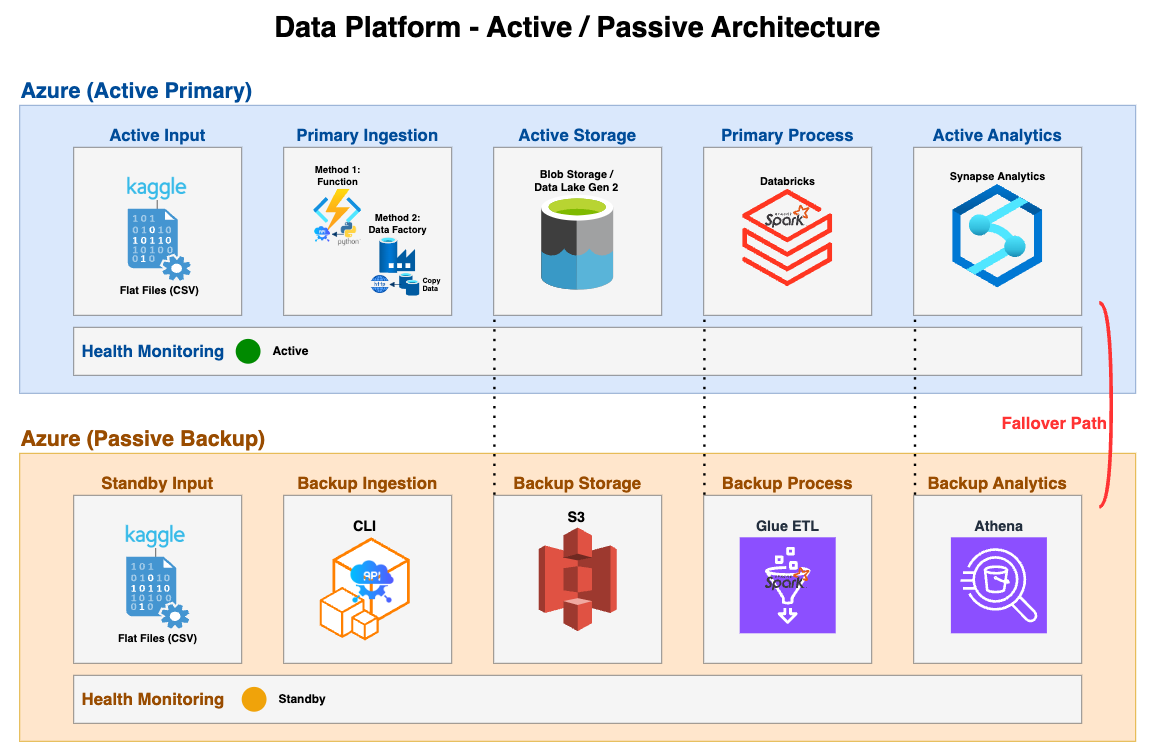 Data Platform - Active / Passive Architecture
Azure (Active Primary)
Active Input
Primary Ingestion
Active Storage
Primary Process
Active Analytics
kaggle
101
01010
10110
10100
010
Flat Files (CSV)
Method 1:
Function
API
python
Method 2:
Data Factory
http
Copy
Data
Blob Storage /
Data Lake Gen 2
Databricks
APACHE
Spark
Synapse Analytics
Health Monitoring
Active
Fallover Path
Azure (Passive Backup)
Standby Input
Backup Ingestion
Backup Storage
Backup Process
Backup Analytics
kaggle
101
01010
10110
10100
010
Flat Files (CSV)
CLI
API
S3
Glue ETL
Spark
Athena
Health Monitoring
Standby